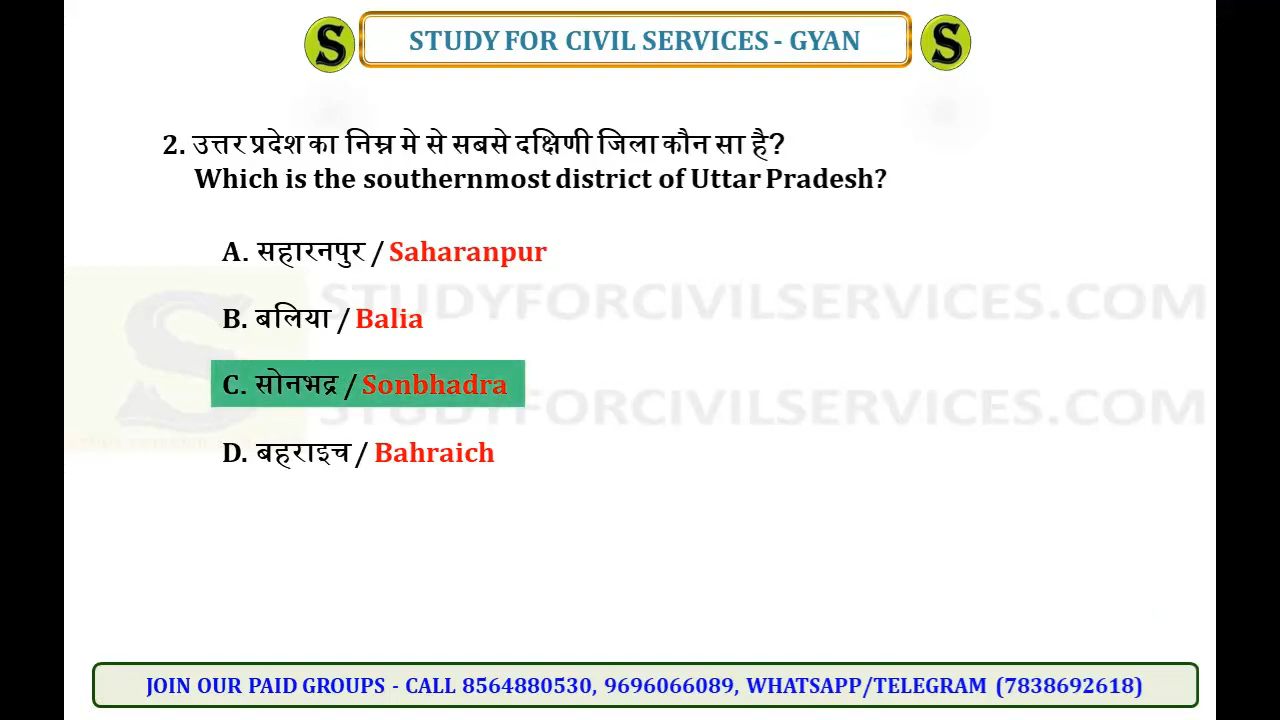 S STUDY FOR CIVIL SERVICES - GYAN S
2. उत्तर प्रदेश का निम्न मे से सबसे दक्षिणी जिला कौन सा है?
Which is the southernmost district of Uttar Pradesh?
A. सहारनपुर / Saharanpur
STUDYFORCIVILSERVICES.COM
B. बलिया / Balia
C. सोनभद्र / Sonbhadra
STUDYFORCIVILSERVICES.COM
D. बहराइच / Bahraich
JOIN OUR PAID GROUPS - CALL 8564880530, 9696066089, WHATSAPP/TELEGRAM (7838692618)